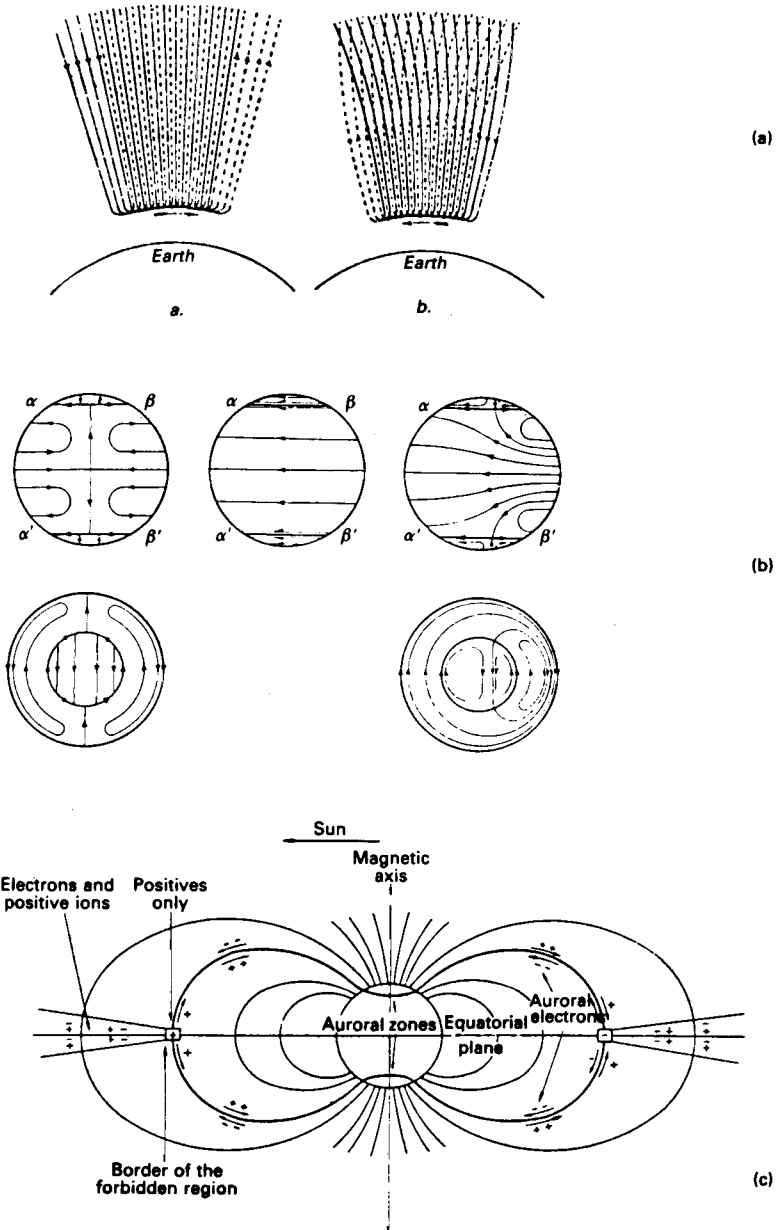 (a)
Earth
Earth
a.
b.
α β
α β
α
α′ β′
α′ β′
α′ β′
(b)
Sun
Magnetic
axis
Electrons and
positive ions
Positives
only
Auroral
electrons
Auroral zones
Equatorial
plane
Border of the
forbidden region
(c)